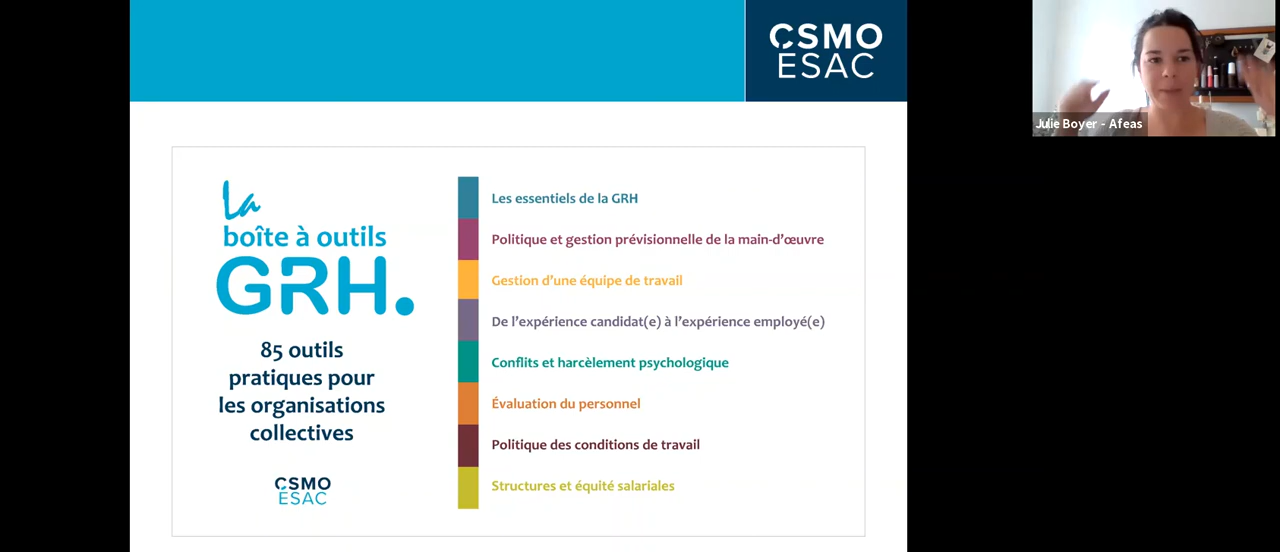 CSMO
ÉSAC
Julie Boyer - Afeas
La
boîte à outils
GRH.
85 outils
pratiques pour
les organisations
collectives
CSMO
ÉSAC
Les essentiels de la GRH
Politique et gestion prévisionnelle de la main-d’œuvre
Gestion d’une équipe de travail
De l’expérience candidat(e) à l’expérience employé(e)
Conflits et harcèlement psychologique
Évaluation du personnel
Politique des conditions de travail
Structures et équité salariales